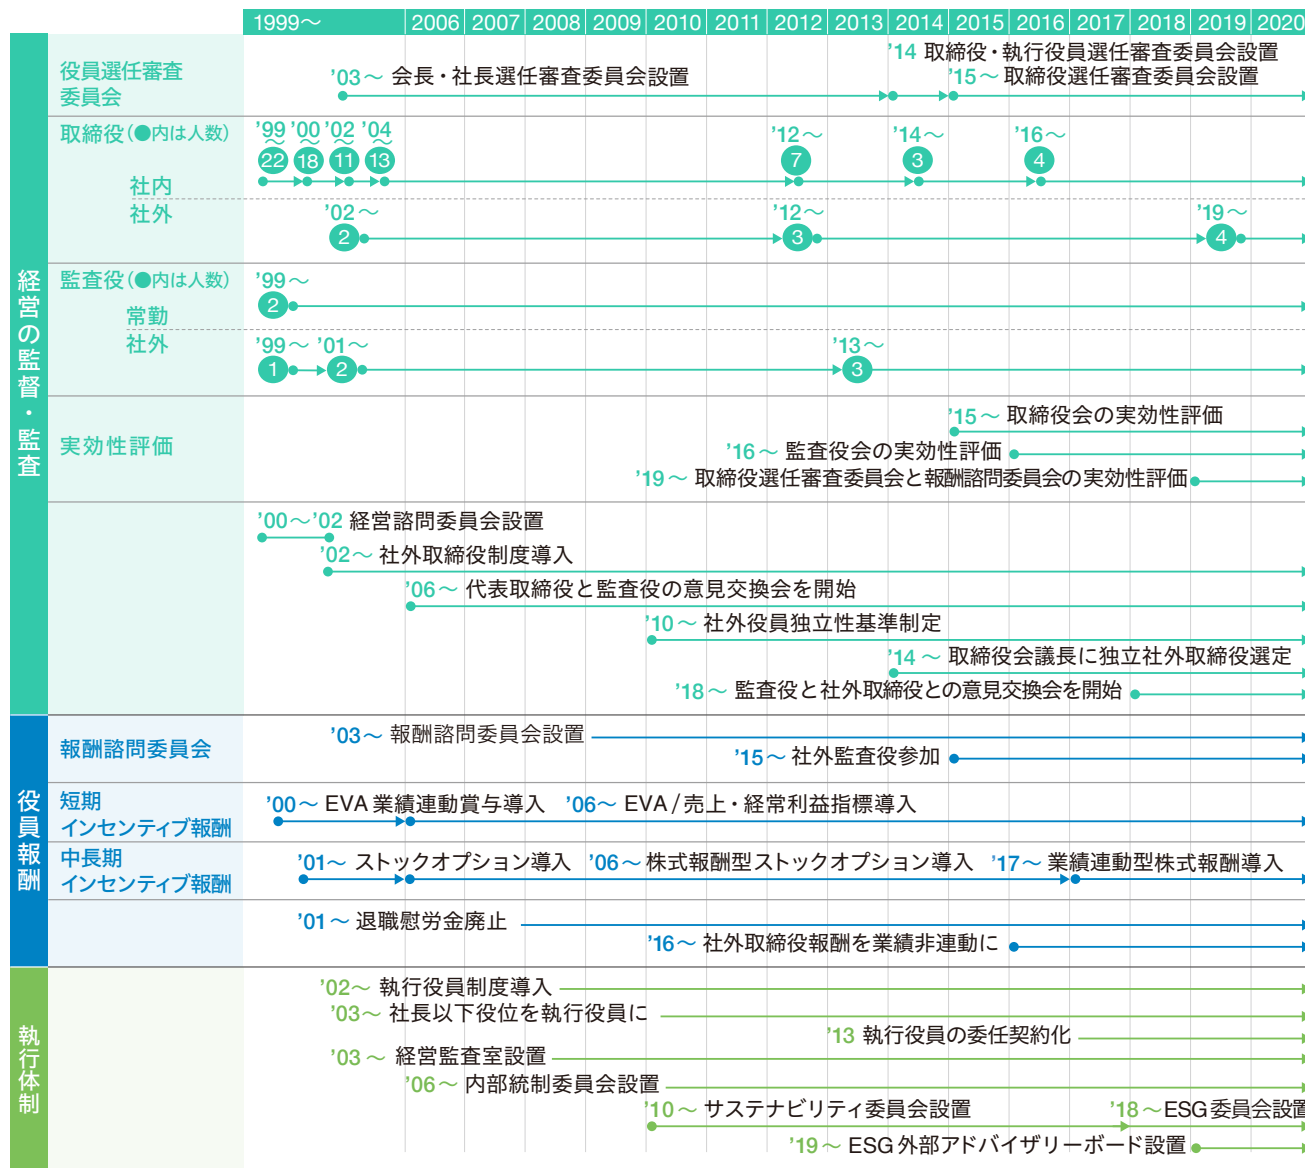 1999～ 2006 2007 2008 2009 2010 2011 2012 2013 2014 2015 2016 2017 2018 2019 2020
経営の監督・監査
役員選任審査
委員会
’14 取締役・執行役員選任審査委員会設置
’03～ 会長・社長選任審査委員会設置
’15～ 取締役選任審査委員会設置
取締役（●内は人数）
’99～ ’00～ ’02～ ’04～ ’12～ ’14～ ’16～
22 18 11 13 7 3 4
社内
社外
’02～ ’12～ ’19～
2 3 4
監査役（●内は人数）
’99～
2
常勤
社外
’99～ ’01～ ’13～
1 2 3
実効性評価
’15～ 取締役会の実効性評価
’16～ 監査役会の実効性評価
’19～ 取締役選任審査委員会と報酬諮問委員会の実効性評価
’00～’02 経営諮問委員会設置
’02～ 社外取締役制度導入
’06～ 代表取締役と監査役の意見交換会を開始
’10～ 社外役員独立性基準制定
’14～ 取締役会議長に独立社外取締役選定
’18～ 監査役と社外取締役との意見交換会を開始
役員報酬
報酬諮問委員会
’03～ 報酬諮問委員会設置
’15～ 社外監査役参加
短期
インセンティブ報酬
’00～ EVA業績連動賞与導入 ’06～ EVA/売上・経常利益指標導入
中長期
インセンティブ報酬
’01～ ストックオプション導入 ’06～ 株式報酬型ストックオプション導入 ’17～ 業績連動型株式報酬導入
’01～ 退職慰労金廃止
’16～ 社外取締役報酬を業績非連動に
執行体制
’02～ 執行役員制度導入
’03～ 社長以下役位を執行役員に
’13 執行役員の委任契約化
’03～ 経営監査室設置
’06～ 内部統制委員会設置
’10～ サステナビリティ委員会設置 ’18～ESG委員会設置
’19～ ESG外部アドバイザリーボード設置